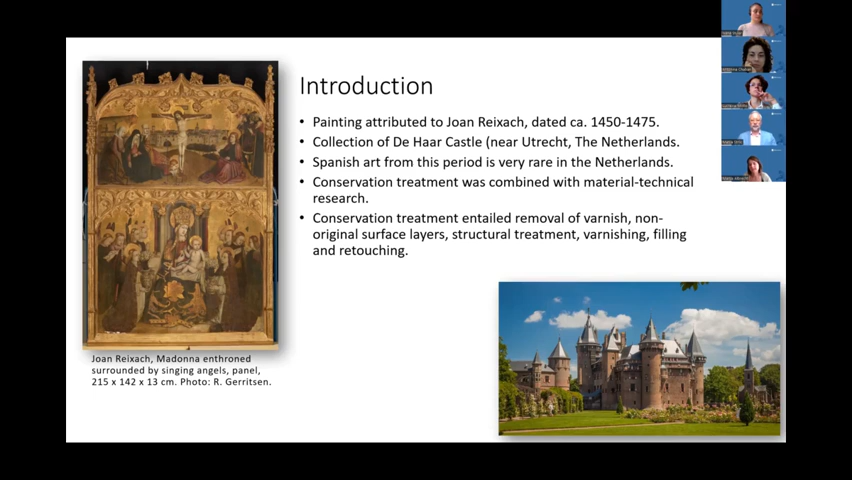 Introduction
• Painting attributed to Joan Reixach, dated ca. 1450-1475.
• Collection of De Haar Castle (near Utrecht, The Netherlands.
• Spanish art from this period is very rare in the Netherlands.
• Conservation treatment was combined with material-technical
research.
• Conservation treatment entailed removal of varnish, non-
original surface layers, structural treatment, varnishing, filling
and retouching.
Joan Reixach, Madonna enthroned
surrounded by singing angels, panel,
215 x 142 x 13 cm. Photo: R. Gerritsen.